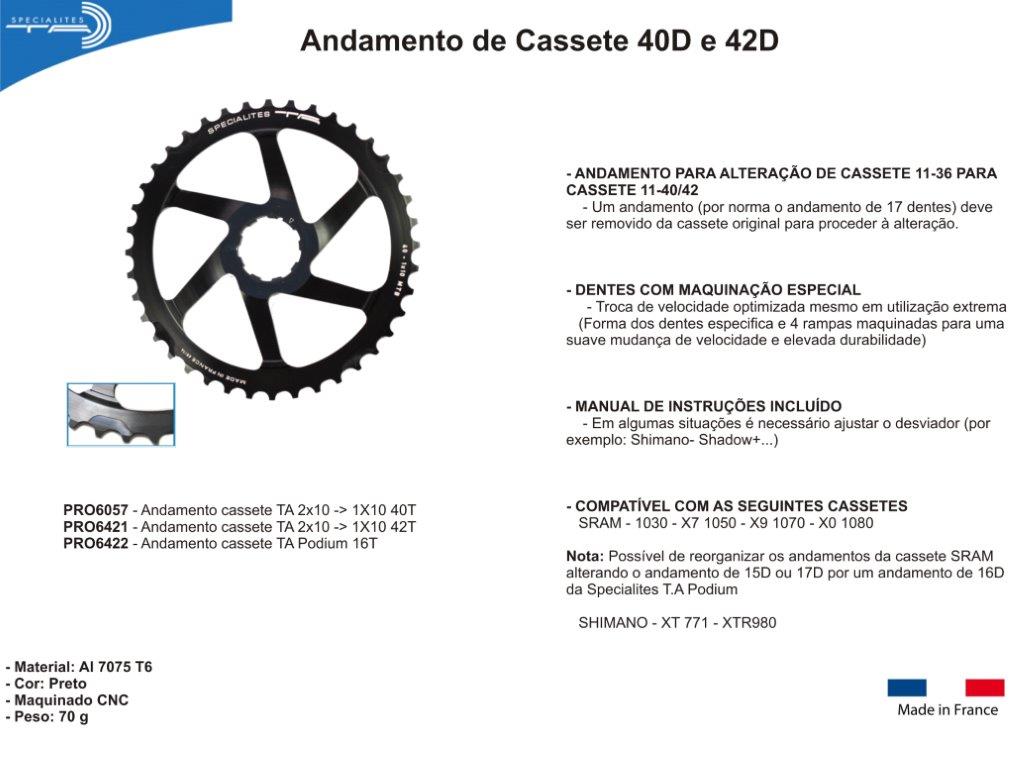 SPECIALITES
TA
Andamento de Cassete 40D e 42D
SPECIALITES TA
40 - 1x10 MTB
MADE IN FRANCE
- ANDAMENTO PARA ALTERAÇÃO DE CASSETE 11-36 PARA
CASSETE 11-40/42
- Um andamento (por norma o andamento de 17 dentes) deve
ser removido da cassete original para proceder à alteração.
- DENTES COM MAQUINAÇÃO ESPECIAL
- Troca de velocidade optimizada mesmo em utilização extrema
(Forma dos dentes especifica e 4 rampas maquinadas para uma
suave mudança de velocidade e elevada durabilidade)
- MANUAL DE INSTRUÇÕES INCLUÍDO
- Em algumas situações é necessário ajustar o desviador (por
exemplo: Shimano- Shadow+...)
PRO6057 - Andamento cassete TA 2x10 -> 1X10 40T
PRO6421 - Andamento cassete TA 2x10 -> 1X10 42T
PRO6422 - Andamento cassete TA Podium 16T
- COMPATÍVEL COM AS SEGUINTES CASSETES
SRAM - 1030 - X7 1050 - X9 1070 - X0 1080
Nota: Possível de reorganizar os andamentos da cassete SRAM
alterando o andamento de 15D ou 17D por um andamento de 16D
da Specialites T.A Podium
SHIMANO - XT 771 - XTR980
- Material: Al 7075 T6
- Cor: Preto
- Maquinado CNC
- Peso: 70 g
Made in France